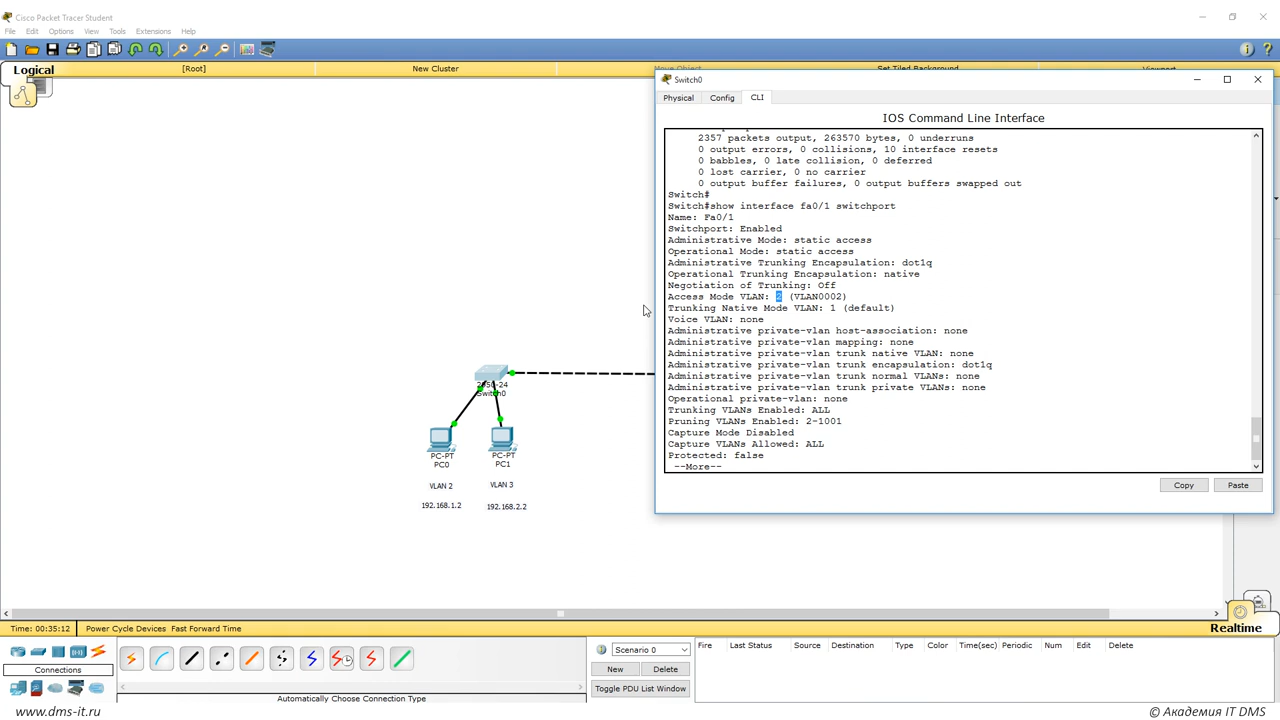 Cisco Packet Tracer Student
File Edit Options View Tools Extensions Help
Logical
[Root]
New Cluster
Move Object
Set Tiled Background
Viewport
Switch0
Physical Config CLI
IOS Command Line Interface
2357 packets output, 263570 bytes, 0 underruns
0 output errors, 0 collisions, 10 interface resets
0 babbles, 0 late collision, 0 deferred
0 lost carrier, 0 no carrier
0 output buffer failures, 0 output buffers swapped out
Switch#
Switch#show interface fa0/1 switchport
Name: Fa0/1
Switchport: Enabled
Administrative Mode: static access
Operational Mode: static access
Administrative Trunking Encapsulation: dot1q
Operational Trunking Encapsulation: native
Negotiation of Trunking: Off
Access Mode VLAN: 2 (VLAN0002)
Trunking Native Mode VLAN: 1 (default)
Voice VLAN: none
Administrative private-vlan host-association: none
Administrative private-vlan mapping: none
Administrative private-vlan trunk native VLAN: none
Administrative private-vlan trunk encapsulation: dot1q
Administrative private-vlan trunk normal VLANs: none
Administrative private-vlan trunk private VLANs: none
Operational private-vlan: none
Trunking VLANs Enabled: ALL
Pruning VLANs Enabled: 2-1001
Capture Mode Disabled
Capture VLANs Allowed: ALL
Protected: false
--More--
Copy Paste
2950-24
Switch0
PC-PT
PC0
PC-PT
PC1
VLAN 2
VLAN 3
192.168.1.2
192.168.2.2
Time: 00:35:12 Power Cycle Devices Fast Forward Time
Realtime
Connections
Automatically Choose Connection Type
Scenario 0
New Delete
Toggle PDU List Window
Fire Last Status Source Destination Type Color Time(sec) Periodic Num Edit Delete
www.dms-it.ru
© Академия IT DMS